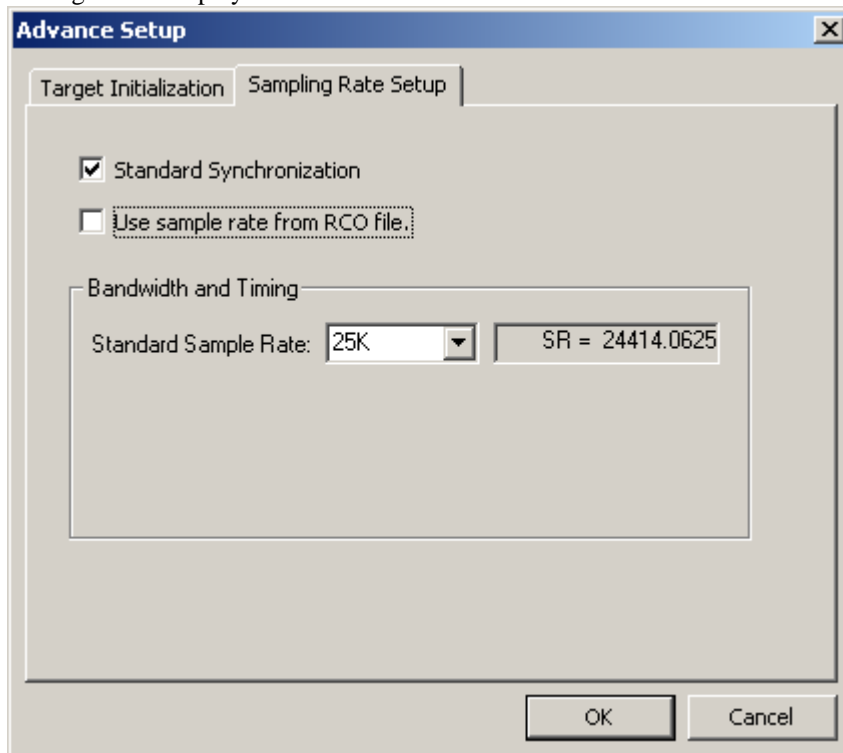 Advance Setup
Target Initialization
Sampling Rate Setup
Standard Synchronization
Use sample rate from RCO file.
Bandwidth and Timing
Standard Sample Rate: 25K SR = 24414.0625
OK Cancel